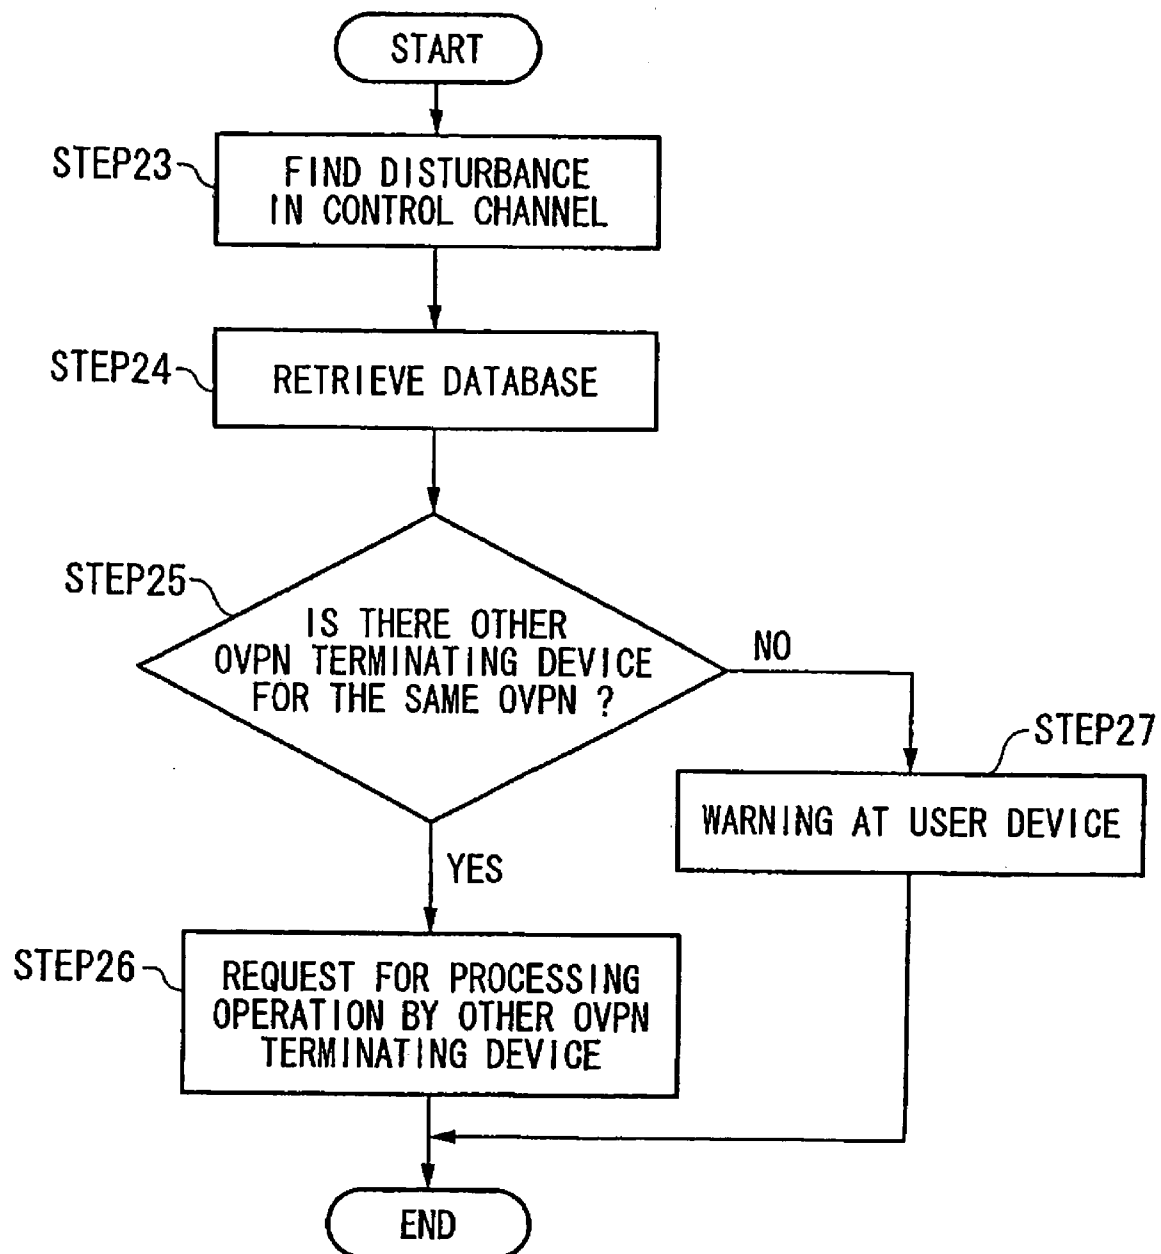 START
STEP23
FIND DISTURBANCE
IN CONTROL CHANNEL
STEP24
RETRIEVE DATABASE
STEP25
IS THERE OTHER
OVPN TERMINATING DEVICE
FOR THE SAME OVPN ?
NO
STEP27
WARNING AT USER DEVICE
YES
STEP26
REQUEST FOR PROCESSING
OPERATION BY OTHER OVPN
TERMINATING DEVICE
END